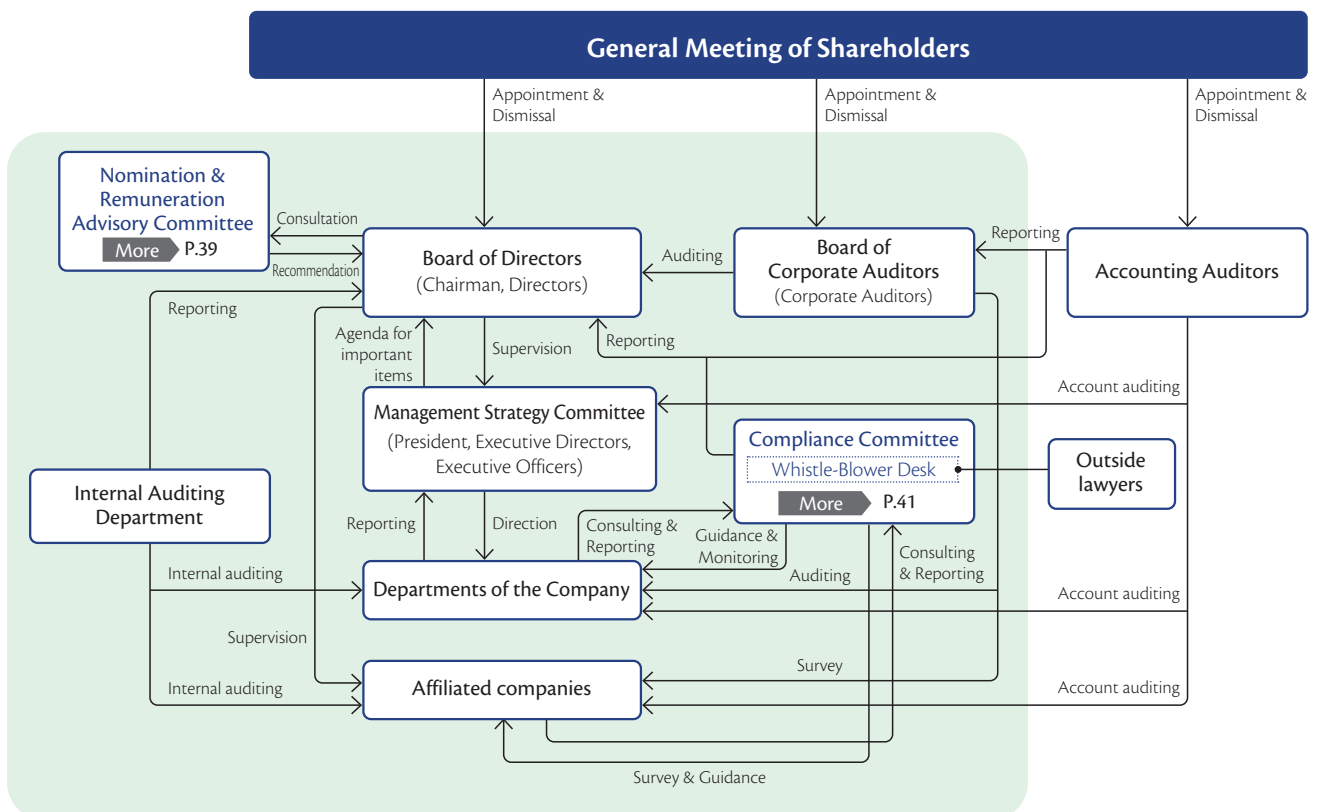 General Meeting of Shareholders
Appointment &
Dismissal
Appointment &
Dismissal
Appointment &
Dismissal
Nomination &
Remuneration
Advisory Committee
More P.39
Consultation
Recommendation
Reporting
Board of Directors
(Chairman, Directors)
Auditing
Board of
Corporate Auditors
(Corporate Auditors)
Reporting
Accounting Auditors
Agenda for
important
items
Supervision
Reporting
Account auditing
Management Strategy Committee
(President, Executive Directors,
Executive Officers)
Compliance Committee
Whistle-Blower Desk
More P.41
Outside
lawyers
Internal Auditing
Department
Reporting
Direction
Consulting &
Reporting
Guidance &
Monitoring
Consulting
& Reporting
Internal auditing
Departments of the Company
Auditing
Account auditing
Supervision
Internal auditing
Affiliated companies
Survey
Account auditing
Survey & Guidance